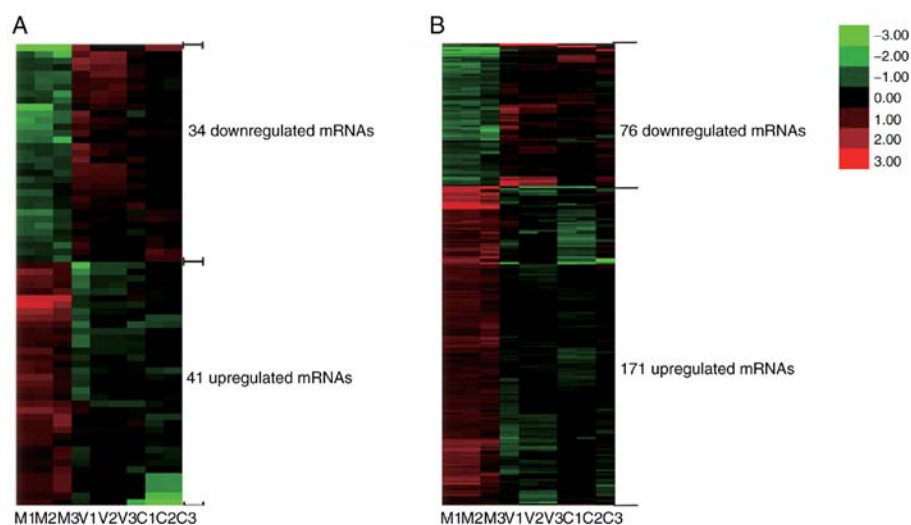 A
B
34 downregulated mRNAs
41 upregulated mRNAs
M1M2M3V1V2V3C1C2C3
76 downregulated mRNAs
171 upregulated mRNAs
M1M2M3V1V2V3C1C2C3
−3.00
−2.00
−1.00
0.00
1.00
2.00
3.00